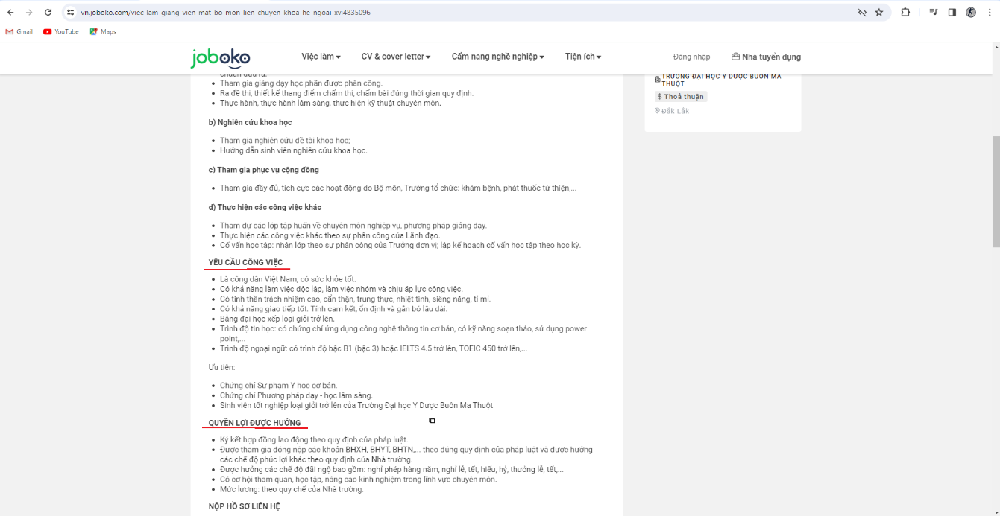 vn.joboko.com/viec-lam-giang-vien-mat-bo-mon-lien-chuyen-khoa-he-ngoai-xvi4835096
Gmail
YouTube
Maps
joboko
Việc làm
CV & cover letter
Cẩm nang nghề nghiệp
Tiện ích
Đăng nhập
Nhà tuyển dụng
chuẩn đầu ra.
Tham gia giảng dạy học phần được phân công.
Ra đề thi, thiết kế thang điểm chấm thi, chấm bài đúng thời gian quy định.
Thực hành, thực hành lâm sàng, thực hiện kỹ thuật chuyên môn.
b) Nghiên cứu khoa học
Tham gia nghiên cứu đề tài khoa học;
Hướng dẫn sinh viên nghiên cứu khoa học.
c) Tham gia phục vụ cộng đồng
Tham gia đầy đủ, tích cực các hoạt động do Bộ môn, Trường tổ chức: khám bệnh, phát thuốc từ thiện,...
d) Thực hiện các công việc khác
Tham dự các lớp tập huấn về chuyên môn nghiệp vụ, phương pháp giảng dạy.
Thực hiện các công việc khác theo sự phân công của Lãnh đạo.
Cố vấn học tập: nhận lớp theo sự phân công của Trưởng đơn vị; lập kế hoạch cố vấn học tập theo học kỳ.
YÊU CẦU CÔNG VIỆC
Là công dân Việt Nam, có sức khỏe tốt.
Có khả năng làm việc độc lập, làm việc nhóm và chịu áp lực công việc.
Có tinh thần trách nhiệm cao, cẩn thận, trung thực, nhiệt tình, siêng năng, tỉ mỉ.
Có khả năng giao tiếp tốt. Tính cam kết, ổn định và gắn bó lâu dài.
Bằng đại học xếp loại giỏi trở lên.
Trình độ tin học: có chứng chỉ ứng dụng công nghệ thông tin cơ bản, có kỹ năng soạn thảo, sử dụng power
point,...
Trình độ ngoại ngữ: có trình độ bậc B1 (bậc 3) hoặc IELTS 4.5 trở lên, TOEIC 450 trở lên,...
Ưu tiên:
Chứng chỉ Sư phạm Y học cơ bản.
Chứng chỉ Phương pháp dạy - học lâm sàng.
Sinh viên tốt nghiệp loại giỏi trở lên của Trường Đại học Y Dược Buôn Ma Thuột
QUYỀN LỢI ĐƯỢC HƯỞNG
Ký kết hợp đồng lao động theo quy định của pháp luật.
Được tham gia đóng nộp các khoản BHXH, BHYT, BHTN,... theo đúng quy định của pháp luật và được hưởng
các chế độ phúc lợi khác theo quy định của Nhà trường.
Được hưởng các chế độ đãi ngộ bao gồm: nghỉ phép hàng năm, nghỉ lễ, tết, hiếu, hỷ, thưởng lễ, tết,...
Có cơ hội tham quan, học tập, nâng cao kinh nghiệm trong lĩnh vực chuyên môn.
Mức lương: theo quy chế của Nhà trường.
NỘP HỒ SƠ LIÊN HỆ
TRƯỜNG ĐẠI HỌC Y DƯỢC BUÔN MA
THUỘT
$ Thoả thuận
Đắk Lắk